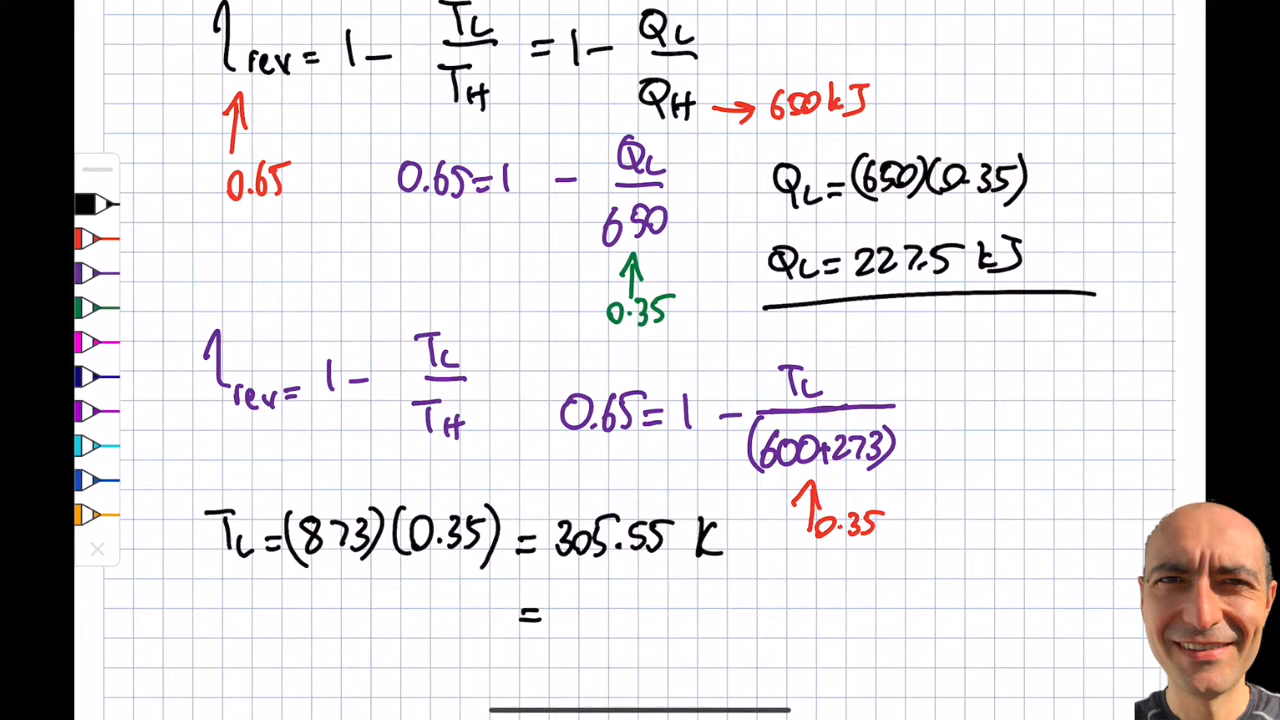 η_rev = 1 - T_L/T_H = 1 - Q_L/Q_H → 650 kJ
0.65
0.65 = 1 - Q_L/650
0.35
Q_L = (650)(0.35)
Q_L = 227.5 kJ
η_rev = 1 - T_L/T_H
0.65 = 1 - T_L/(600+273)
0.35
T_L = (873)(0.35) = 305.55 K
=